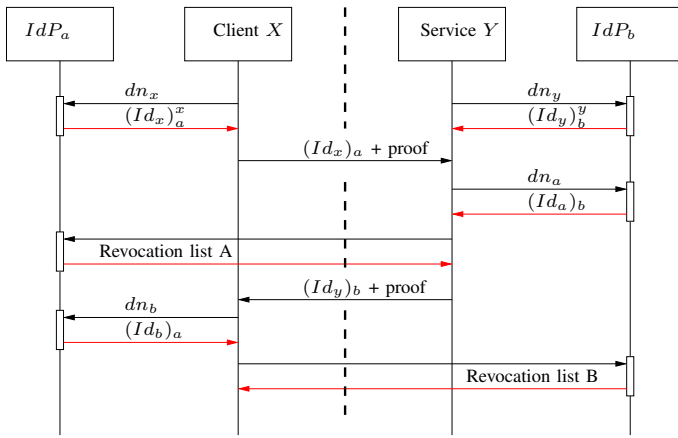 IdP_a Client X Service Y IdP_b
dn_x dn_y
(Id_x)_a^x (Id_y)_b^y
(Id_x)_a + proof
dn_a
(Id_a)_b
Revocation list A
(Id_y)_b + proof
dn_b
(Id_b)_a
Revocation list B